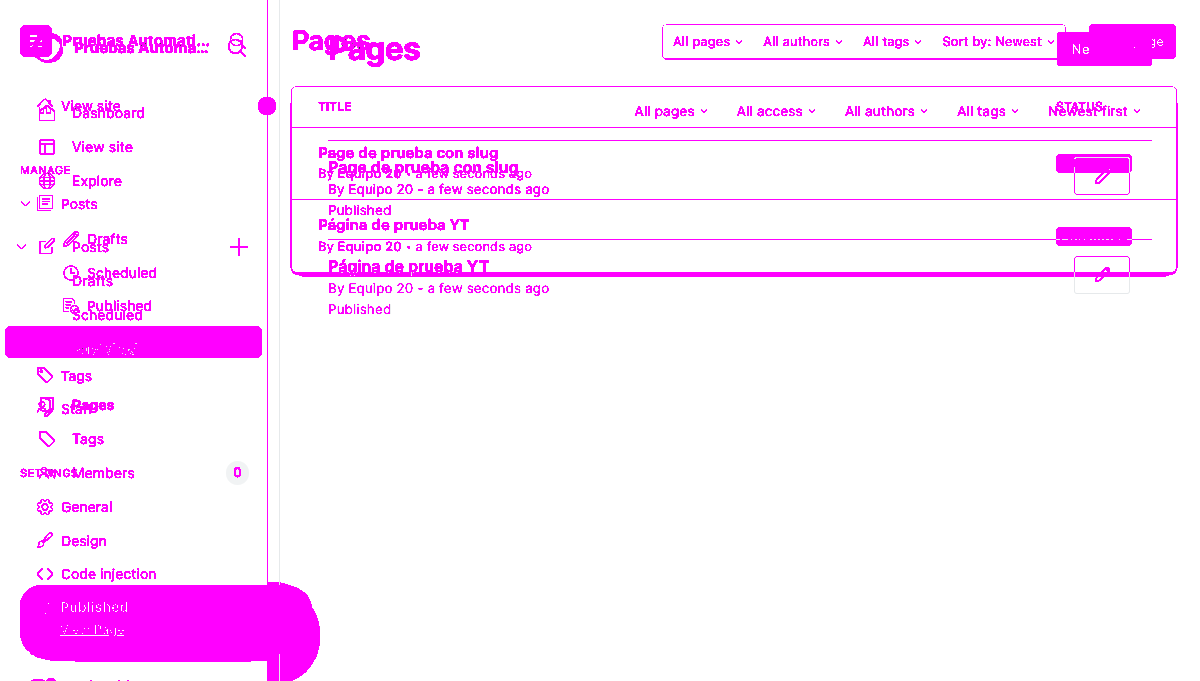 Pruebas Automati...
Pruebas Automa...
View site
Dashboard
View site
MANAGE
Explore
Posts
Drafts
Posts
Scheduled
Drafts
Published
Scheduled
Tags
Pages
Staff
Tags
SETTINGS
Members
0
General
Design
Code injection
Published
View Page
Pages
Pages
All pages
All authors
All tags
Sort by: Newest
TITLE
STATUS
All pages
All access
All authors
All tags
Newest first
Page de prueba con slug
By Equipo 20 • a few seconds ago
Page de prueba con slug
By Equipo 20 - a few seconds ago
Published
Página de prueba YT
By Equipo 20 • a few seconds ago
Página de prueba YT
By Equipo 20 - a few seconds ago
Published